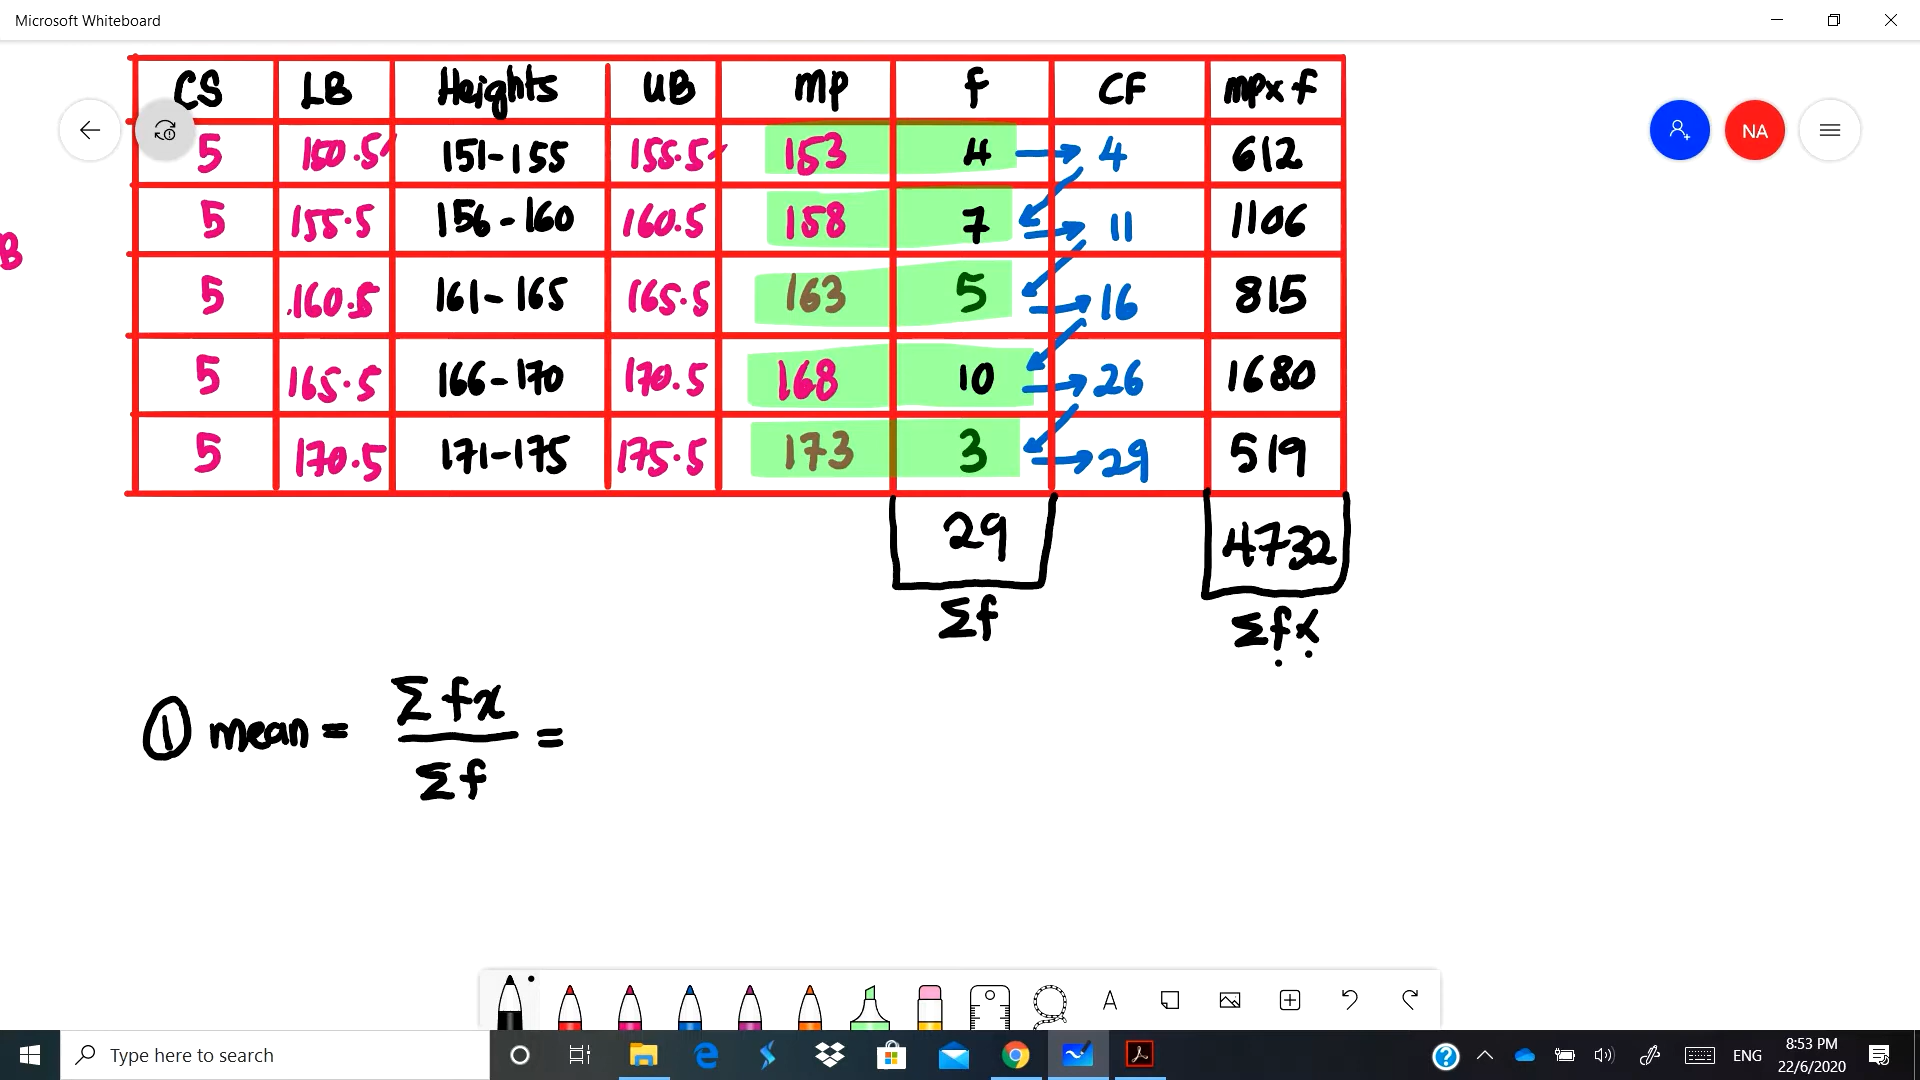 Microsoft Whiteboard
CS LB Heights UB mp f CF mpx f
5 150.5 151-155 155.5 153 4 4 612
5 155.5 156-160 160.5 158 7 11 1106
5 160.5 161-165 165.5 163 5 16 815
5 165.5 166-170 170.5 168 10 26 1680
5 170.5 171-175 175.5 173 3 29 519
B
NA
29 4732
Σf Σfx
① mean = Σfx =
Σf
A
Type here to search
ENG
8:53 PM
22/6/2020